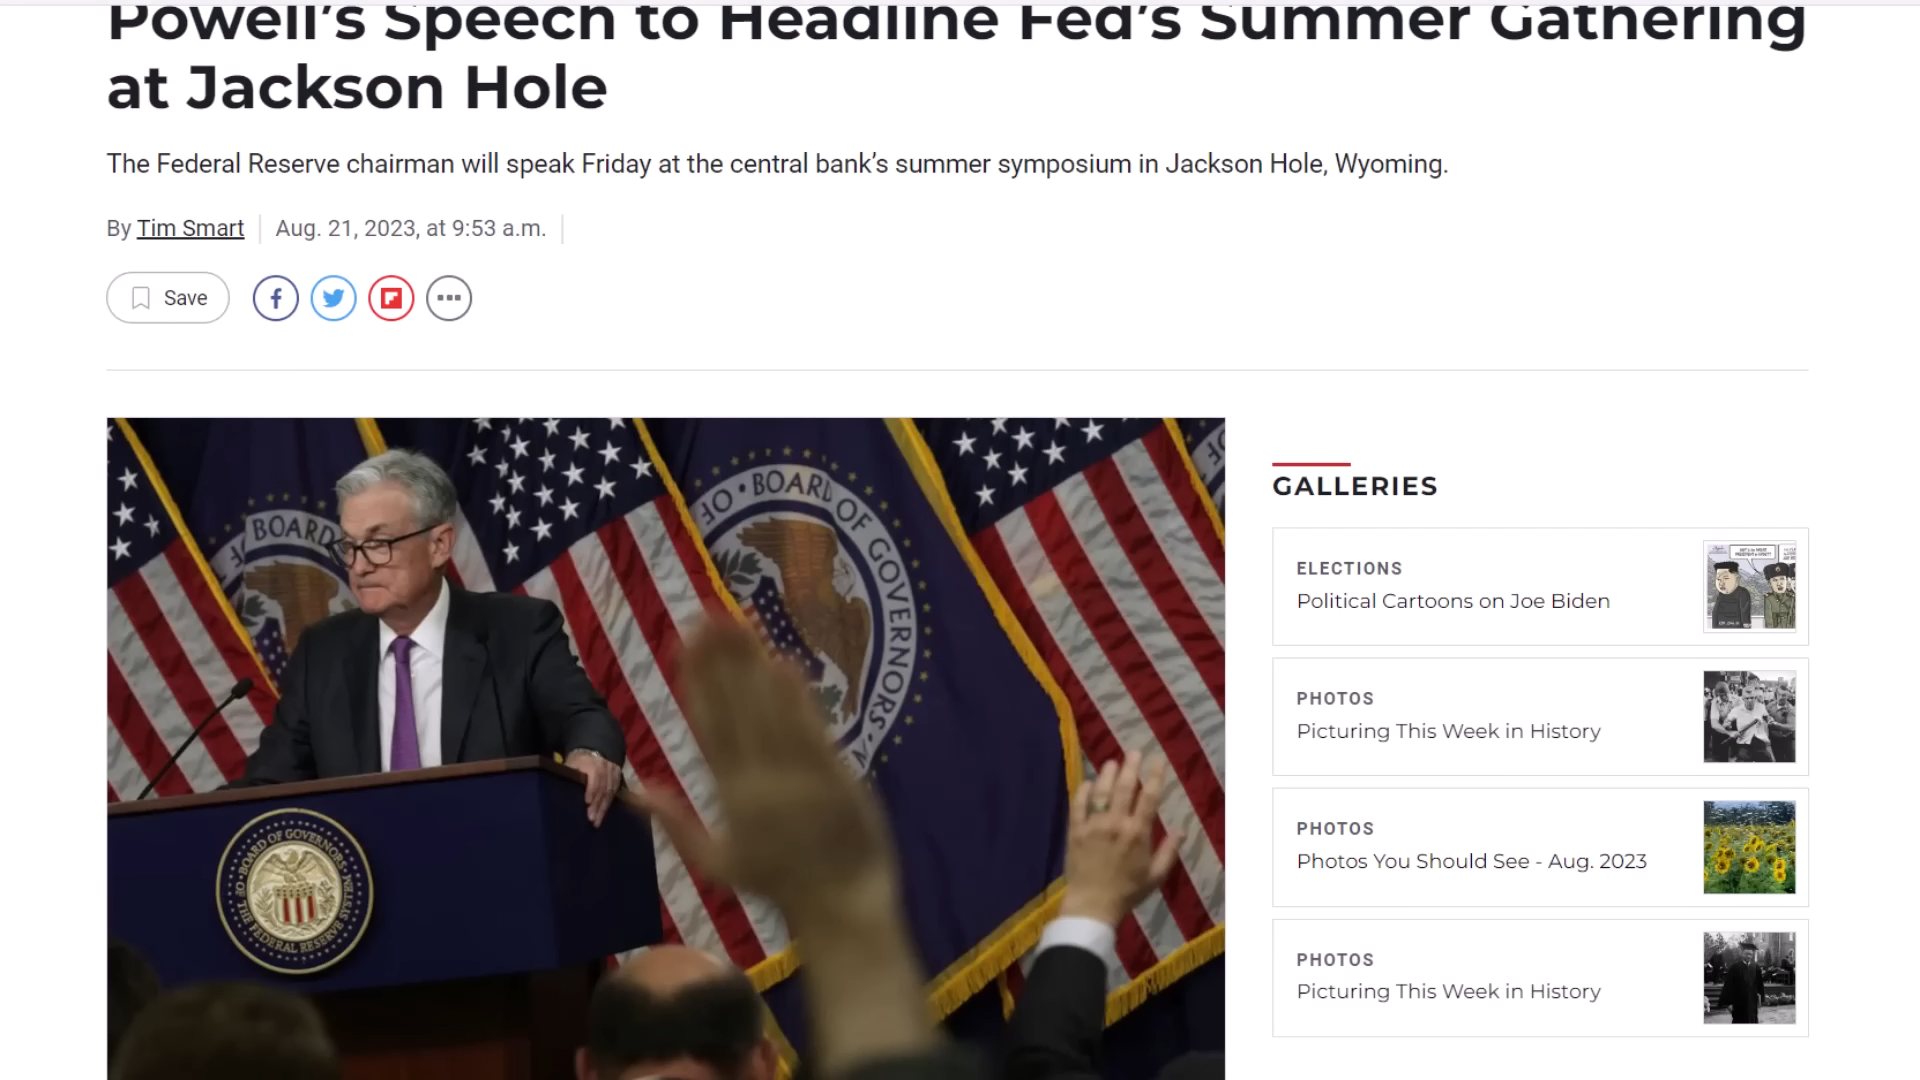 Powell’s Speech to Headline Fed’s Summer Gathering
at Jackson Hole
The Federal Reserve chairman will speak Friday at the central bank’s summer symposium in Jackson Hole, Wyoming.
By Tim Smart
Aug. 21, 2023, at 9:53 a.m.
Save
BOARD
OF • BOARD OF GOVERNORS •
BOARD OF GOVERNORS
OF THE FEDERAL RESERVE SYSTEM
GALLERIES
ELECTIONS
Political Cartoons on Joe Biden
PHOTOS
Picturing This Week in History
PHOTOS
Photos You Should See - Aug. 2023
PHOTOS
Picturing This Week in History